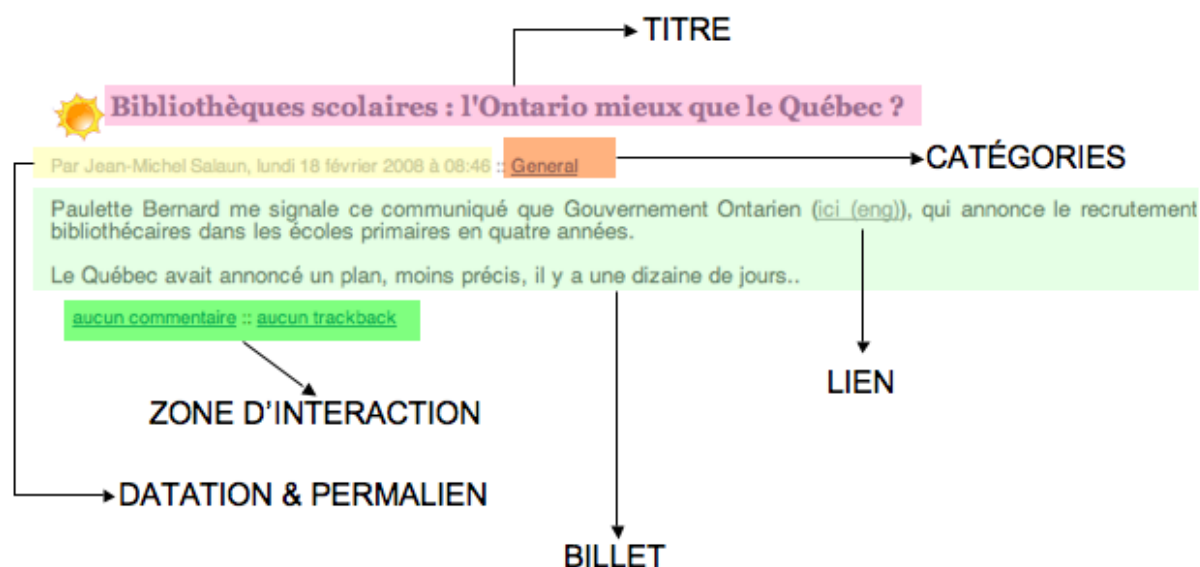 TITRE
Bibliothèques scolaires : l'Ontario mieux que le Québec ?
Par Jean-Michel Salaun, lundi 18 février 2008 à 08:46 :: General
CATÉGORIES
Paulette Bernard me signale ce communiqué que Gouvernement Ontarien (ici (eng)), qui annonce le recrutement
bibliothécaires dans les écoles primaires en quatre années.
Le Québec avait annoncé un plan, moins précis, il y a une dizaine de jours..
aucun commentaire :: aucun trackback
LIEN
ZONE D'INTERACTION
DATATION & PERMALIEN
BILLET